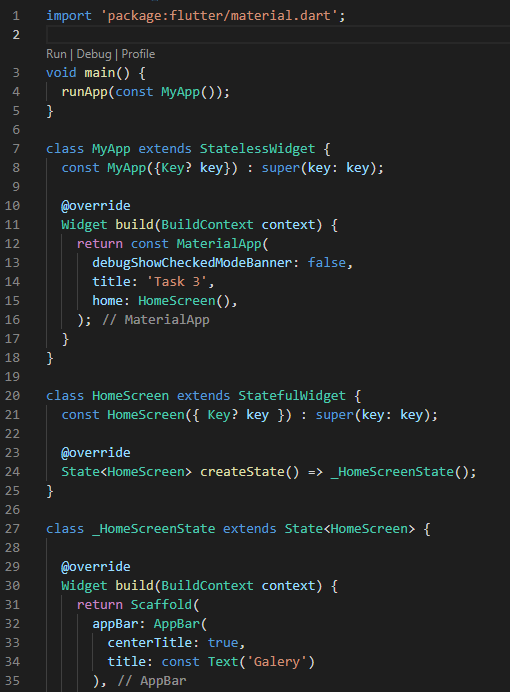 1 import 'package:flutter/material.dart';
2
Run | Debug | Profile
3 void main() {
4   runApp(const MyApp());
5 }
6
7 class MyApp extends StatelessWidget {
8   const MyApp({Key? key}) : super(key: key);
9
10   @override
11   Widget build(BuildContext context) {
12     return const MaterialApp(
13       debugShowCheckedModeBanner: false,
14       title: 'Task 3',
15       home: HomeScreen(),
16     ); // MaterialApp
17   }
18 }
19
20 class HomeScreen extends StatefulWidget {
21   const HomeScreen({ Key? key }) : super(key: key);
22
23   @override
24   State<HomeScreen> createState() => _HomeScreenState();
25 }
26
27 class _HomeScreenState extends State<HomeScreen> {
28
29   @override
30   Widget build(BuildContext context) {
31     return Scaffold(
32       appBar: AppBar(
33         centerTitle: true,
34         title: const Text('Galery')
35       ), // AppBar